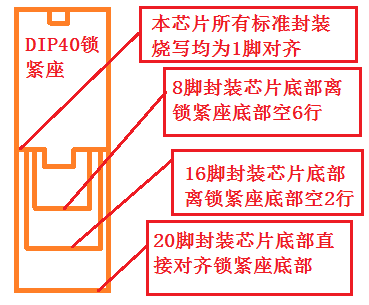 DIP40锁
紧座
本芯片所有标准封装
烧写均为1脚对齐
8脚封装芯片底部离
锁紧座底部空6行
16脚封装芯片底部
离锁紧座底部空2行
20脚封装芯片底部直
接对齐锁紧座底部